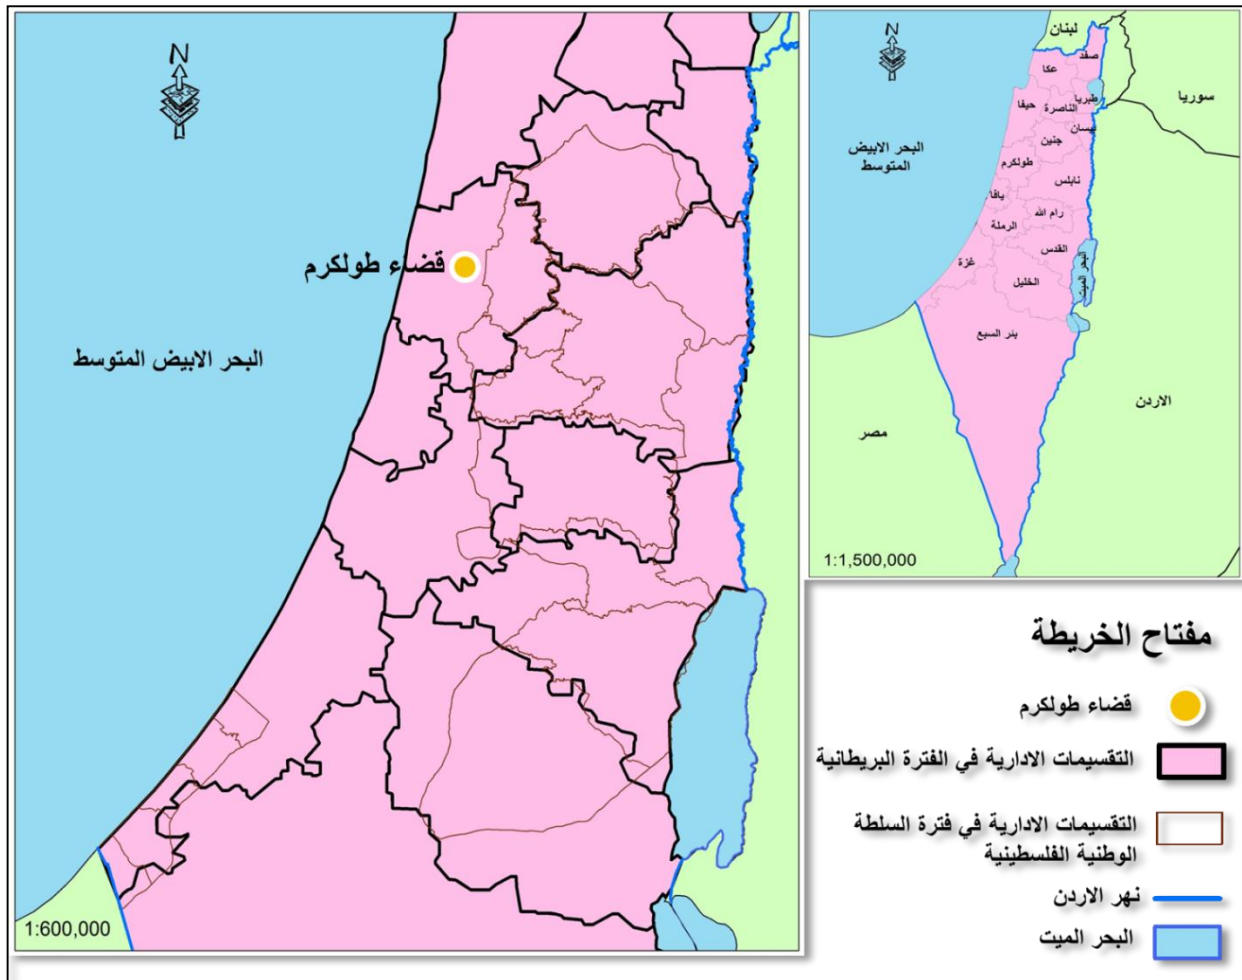 N
قضاء طولكرم
البحر الابيض المتوسط
1:600,000
N
لبنان
سوريا
صفد
عكا
طبريا
الناصرة
حيفا
بيسان
جنين
البحر الابيض
المتوسط
طولكرم
نابلس
يافا
رام الله
الرملة
القدس
غزة
البحر الميت
الخليل
بئر السبع
الاردن
مصر
1:1,500,000
مفتاح الخريطة
قضاء طولكرم
التقسيمات الادارية في الفترة البريطانية
التقسيمات الادارية في فترة السلطة
الوطنية الفلسطينية
نهر الاردن
البحر الميت